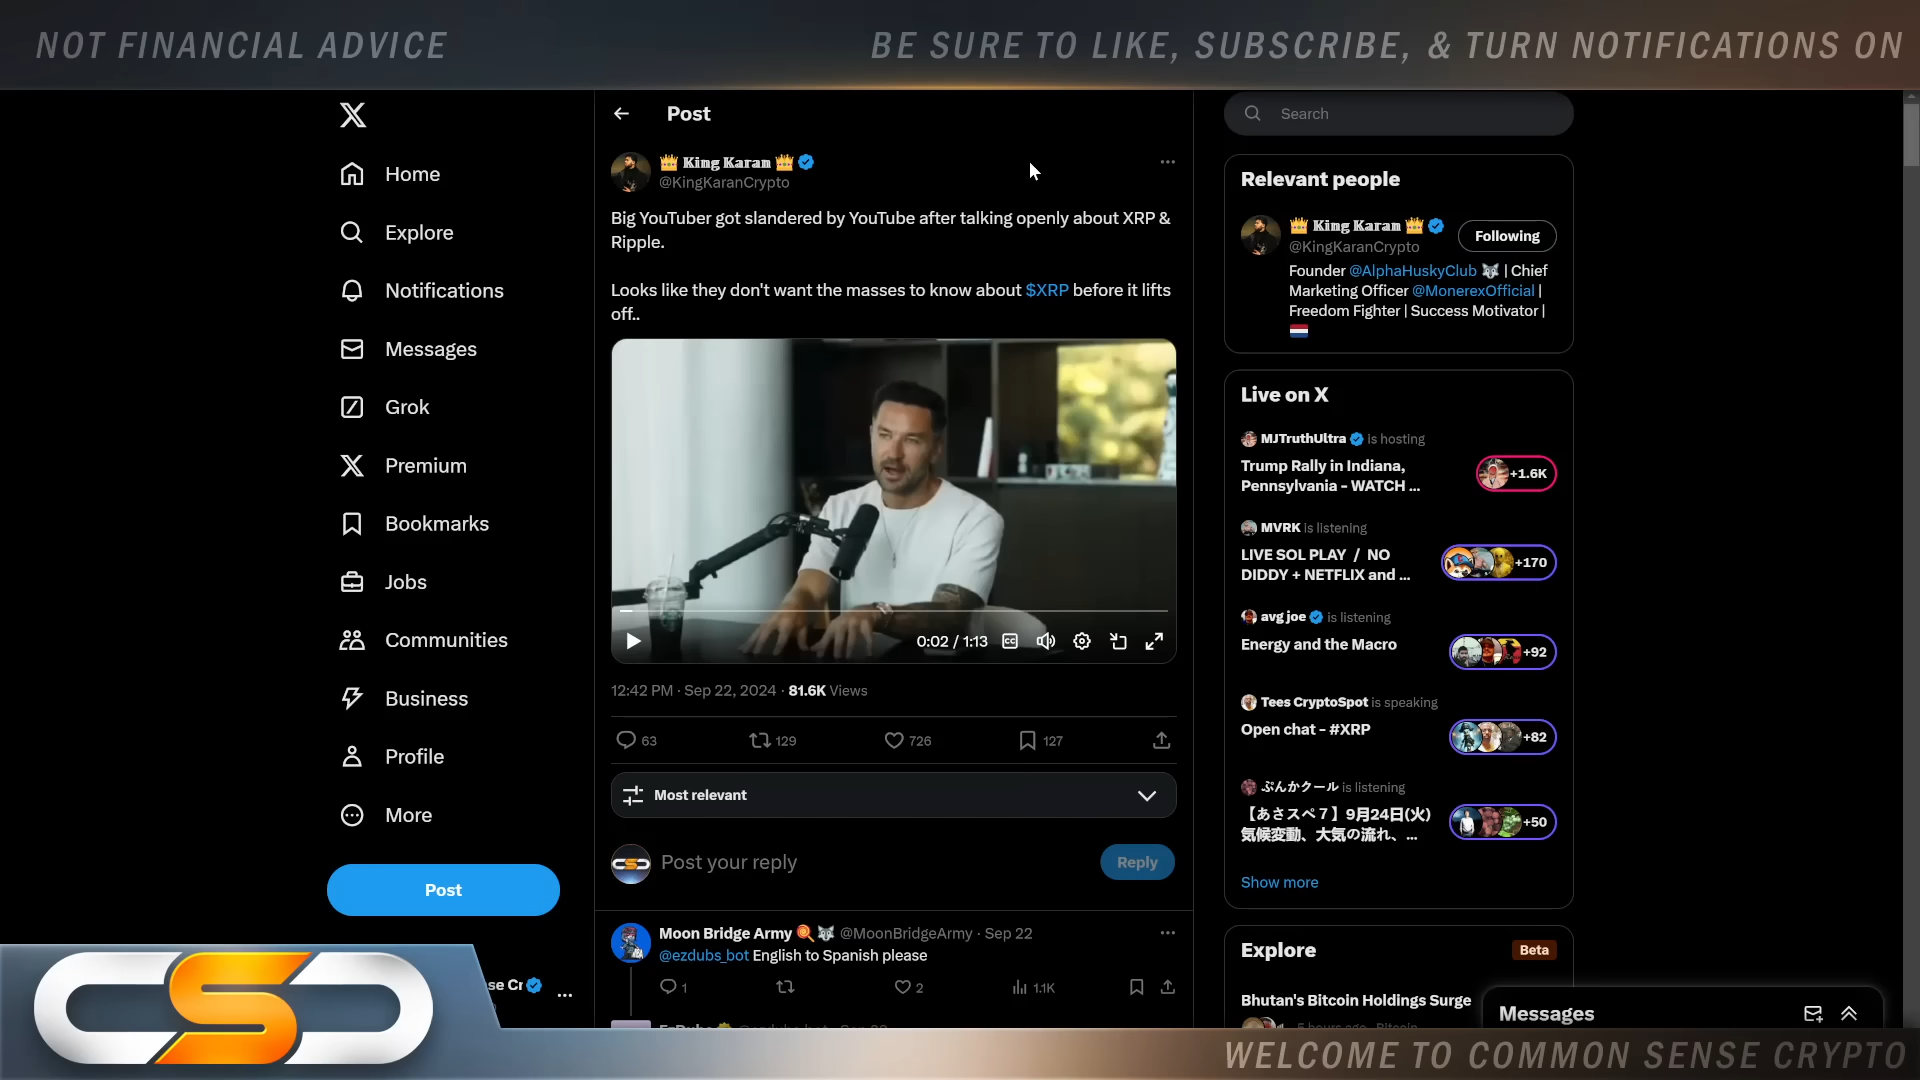 NOT FINANCIAL ADVICE
BE SURE TO LIKE, SUBSCRIBE, & TURN NOTIFICATIONS ON
Home
Explore
Notifications
Messages
Grok
Premium
Bookmarks
Jobs
Communities
Business
Profile
More
Post
se Cr
Post
👑 King Karan 👑
@KingKaranCrypto
Big YouTuber got slandered by YouTube after talking openly about XRP &
Ripple.
Looks like they don't want the masses to know about $XRP before it lifts
off..
0:02 / 1:13
CC
12:42 PM · Sep 22, 2024 · 81.6K Views
63 129 726 127
Most relevant
Post your reply
Reply
Moon Bridge Army @MoonBridgeArmy · Sep 22
@ezdubs_bot English to Spanish please
1 2 1.1K
Search
Relevant people
👑 King Karan 👑
@KingKaranCrypto
Following
Founder @AlphaHuskyClub 🐺 | Chief
Marketing Officer @MonerexOfficial |
Freedom Fighter | Success Motivator |
Live on X
MJTruthUltra is hosting
Trump Rally in Indiana,
Pennsylvania - WATCH ...
+1.6K
MVRK is listening
LIVE SOL PLAY / NO
DIDDY + NETFLIX and ...
+170
avg joe is listening
Energy and the Macro
+92
Tees CryptoSpot is speaking
Open chat - #XRP
+82
ぷんかクール is listening
【あさスペ７】9月24日(火)
気候変動、大気の流れ、...
+50
Show more
Explore
Beta
Bhutan's Bitcoin Holdings Surge
Messages
CSC
WELCOME TO COMMON SENSE CRYPTO